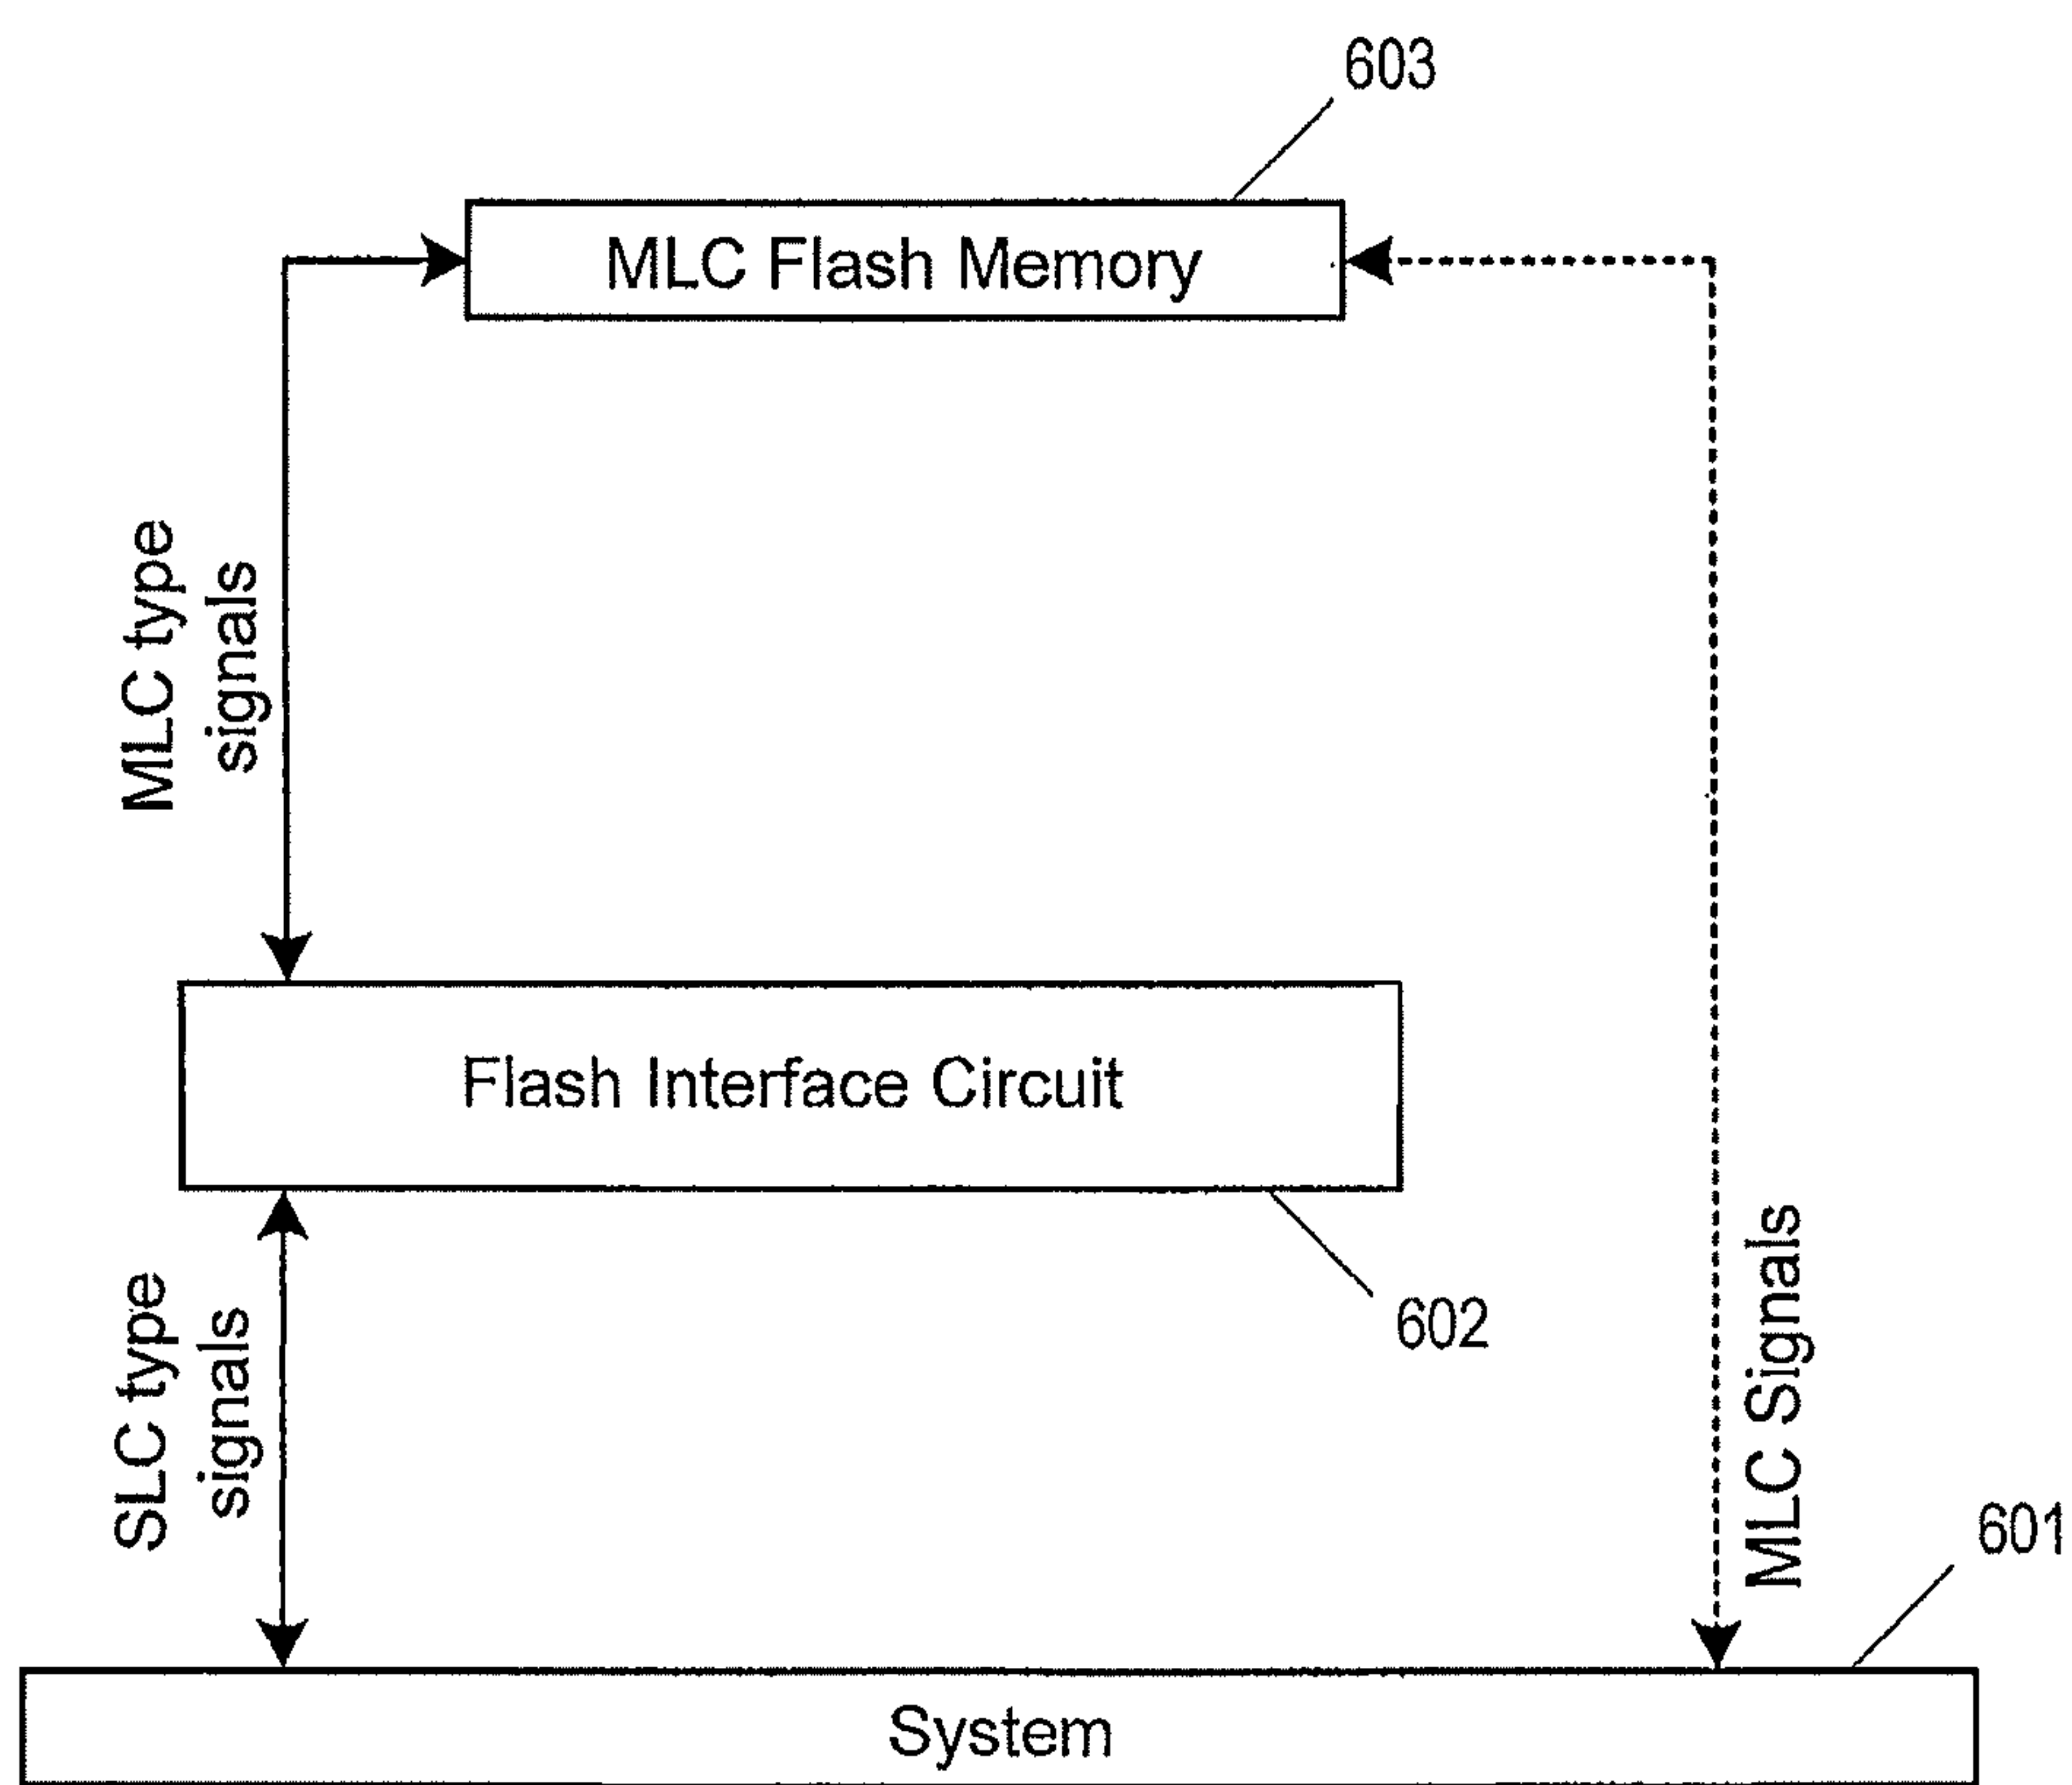 603
MLC Flash Memory
MLC type
signals
Flash Interface Circuit
602
SLC type
signals
MLC Signals
601
System